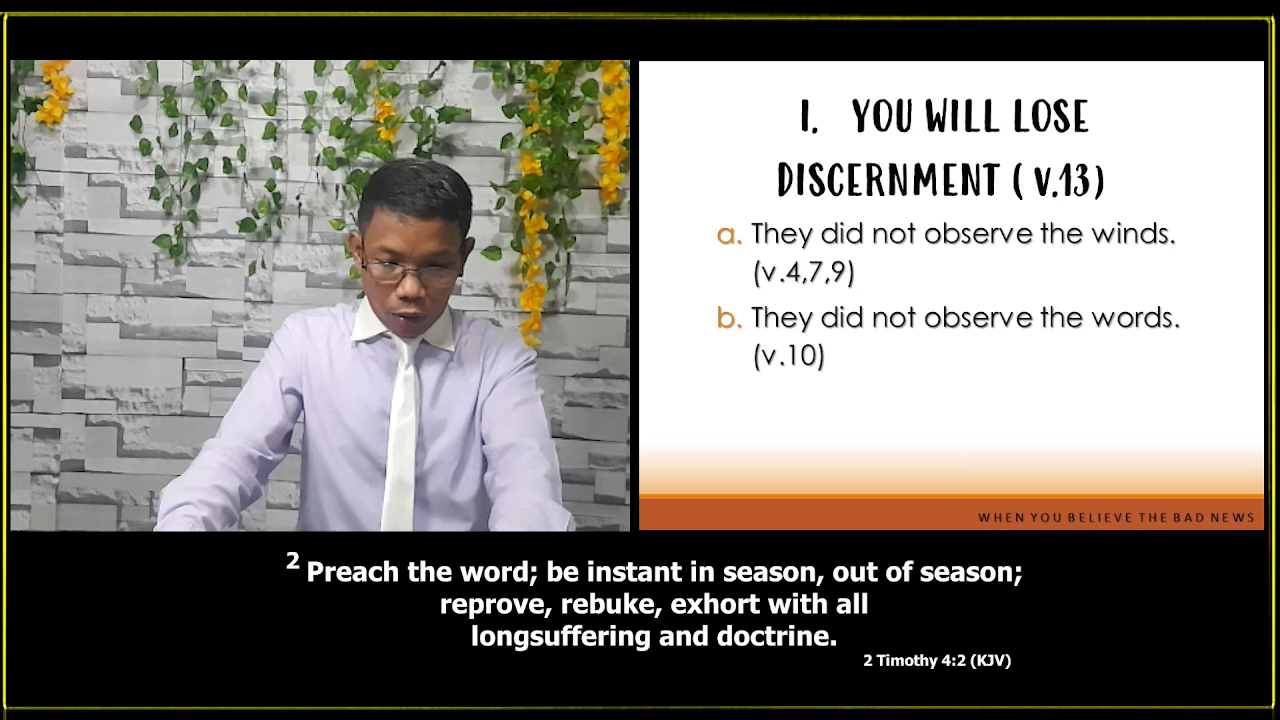 I. YOU WILL LOSE
DISCERNMENT ( V.13)
a. They did not observe the winds.
(v.4,7,9)
b. They did not observe the words.
(v.10)
WHEN YOU BELIEVE THE BAD NEWS
2 Preach the word; be instant in season, out of season;
reprove, rebuke, exhort with all
longsuffering and doctrine.
2 Timothy 4:2 (KJV)